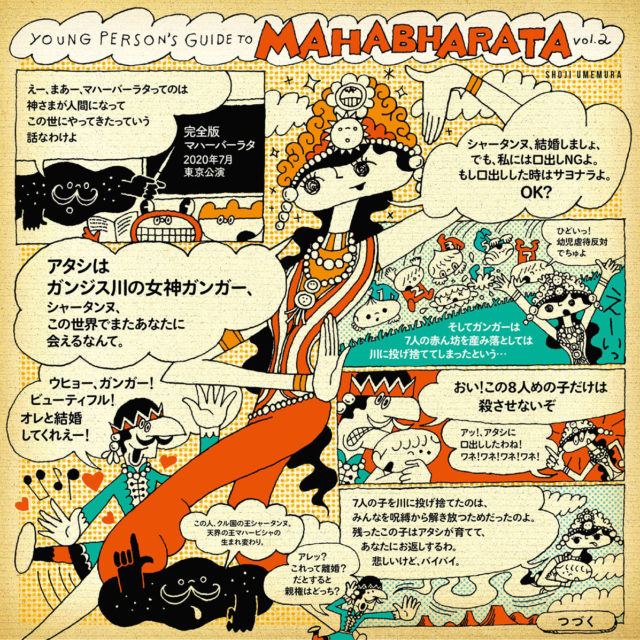 YOUNG PERSON'S GUIDE TO MAHABHARATA vol.2
SHOJI UMEMURA
えー、まあー、マハーバーラタってのは
神さまが人間になって
この世にやってきたっていう
話なわけよ
完全版
マハーバーラタ
2020年7月
東京公演
シャータンヌ、結婚しましょ、
でも、私には口出しNGよ。
もし口出しした時はサヨナラよ。
OK?
アタシは
ガンジス川の女神ガンガー、
シャータンヌ、
この世界でまたあなたに
会えるなんて。
ひどいっ!
幼児虐待反対
でちゅよ
えーいっ
そしてガンガーは
7人の赤ん坊を産み落としては
川に投げ捨ててしまったという…
ウヒョー、ガンガー!
ビューティフル!
オレと結婚
してくれえー!
おい!この8人めの子だけは
殺させないぞ
アッ!、アタシに
口出ししたわね!
ワネ!ワネ!ワネ!ワネ!
この人、クル国の王シャータンヌ、
天界の王マハービシャの
生まれ変わり。
7人の子を川に投げ捨てたのは、
みんなを呪縛から解き放つためだったのよ。
残ったこの子はアタシが育てて、
あなたにお返しするわ。
悲しいけど、バイバイ。
アレッ?
これって離婚?
だとすると
親権はどっち?
つづく